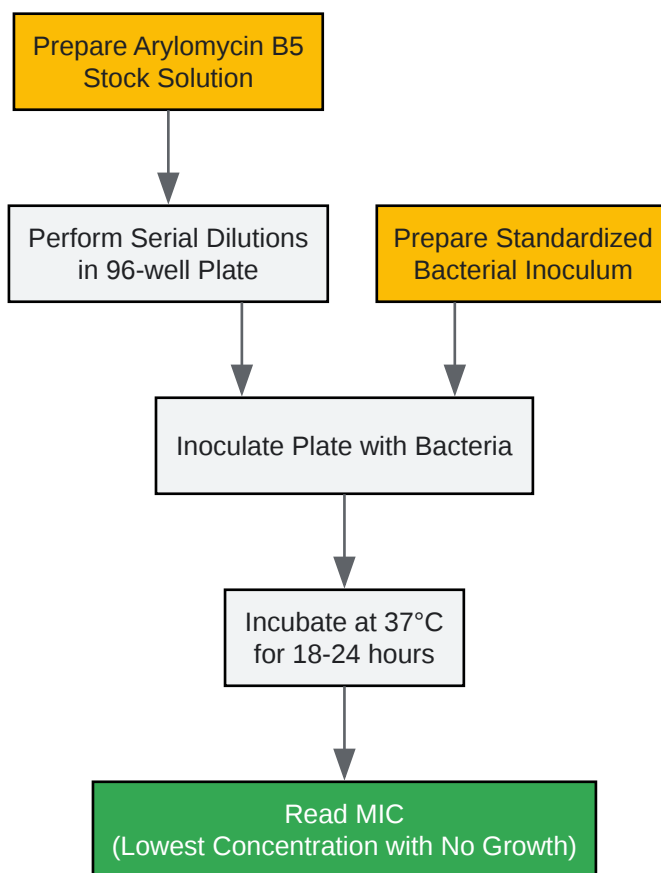 Prepare Arylomycin B5
Stock Solution
Perform Serial Dilutions
in 96-well Plate
Prepare Standardized
Bacterial Inoculum
Inoculate Plate with Bacteria
Incubate at 37°C
for 18-24 hours
Read MIC
(Lowest Concentration with No Growth)